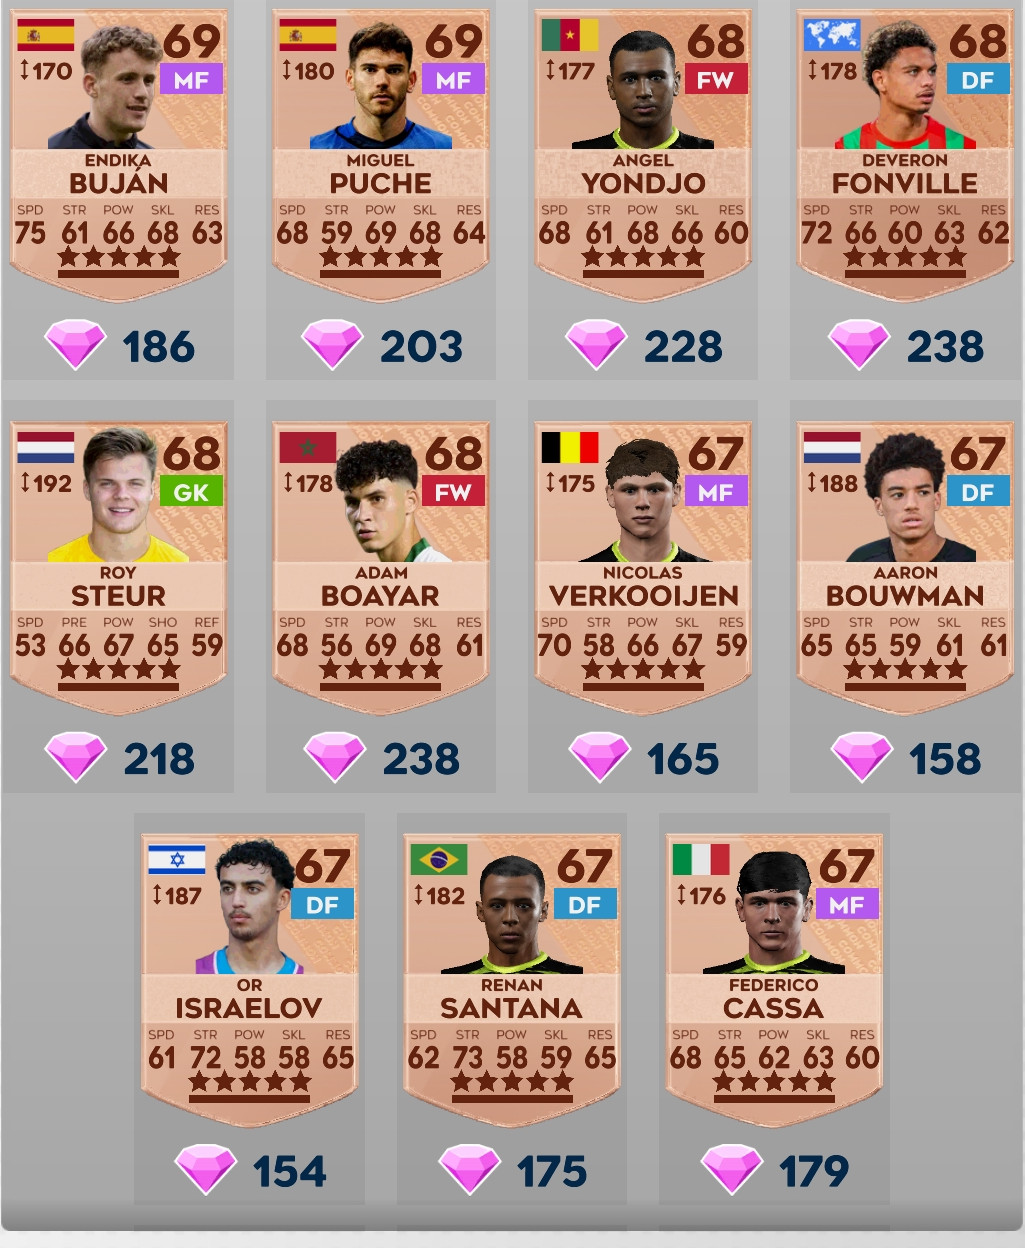 69
170
MF
ENDIKA
BUJÁN
SPD STR POW SKL RES
75 61 66 68 63
186
69
180
MF
MIGUEL
PUCHE
SPD STR POW SKL RES
68 59 69 68 64
203
68
177
FW
ANGEL
YONDJO
SPD STR POW SKL RES
68 61 68 66 60
228
68
178
DF
DEVERON
FONVILLE
SPD STR POW SKL RES
72 66 60 63 62
238
68
192
GK
ROY
STEUR
SPD PRE POW SHO REF
53 66 67 65 59
218
68
178
FW
ADAM
BOAYAR
SPD STR POW SKL RES
68 56 69 68 61
238
67
175
MF
NICOLAS
VERKOOIJEN
SPD STR POW SKL RES
70 58 66 67 59
165
67
188
DF
AARON
BOUWMAN
SPD STR POW SKL RES
65 65 59 61 61
158
67
187
DF
OR
ISRAELOV
SPD STR POW SKL RES
61 72 58 58 65
154
67
182
DF
RENAN
SANTANA
SPD STR POW SKL RES
62 73 58 59 65
175
67
176
MF
FEDERICO
CASSA
SPD STR POW SKL RES
68 65 62 63 60
179